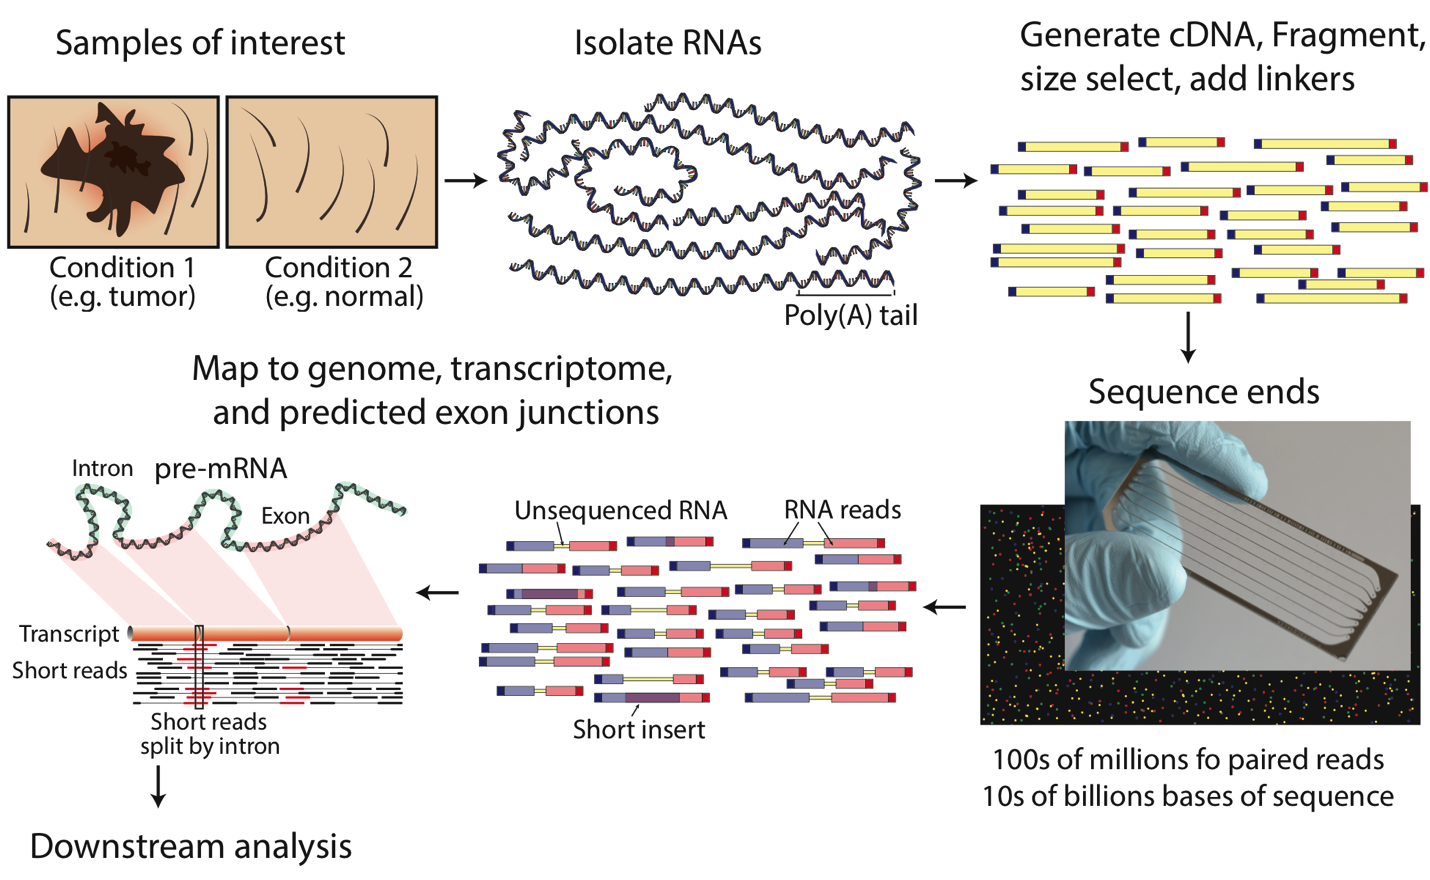 Samples of interest
Condition 1
(e.g. tumor)
Condition 2
(e.g. normal)
Isolate RNAs
Poly(A) tail
Generate cDNA, Fragment,
size select, add linkers
Sequence ends
100s of millions fo paired reads
10s of billions bases of sequence
Unsequenced RNA
RNA reads
Short insert
Map to genome, transcriptome,
and predicted exon junctions
Intron
pre-mRNA
Exon
Transcript
Short reads
Short reads
split by intron
Downstream analysis